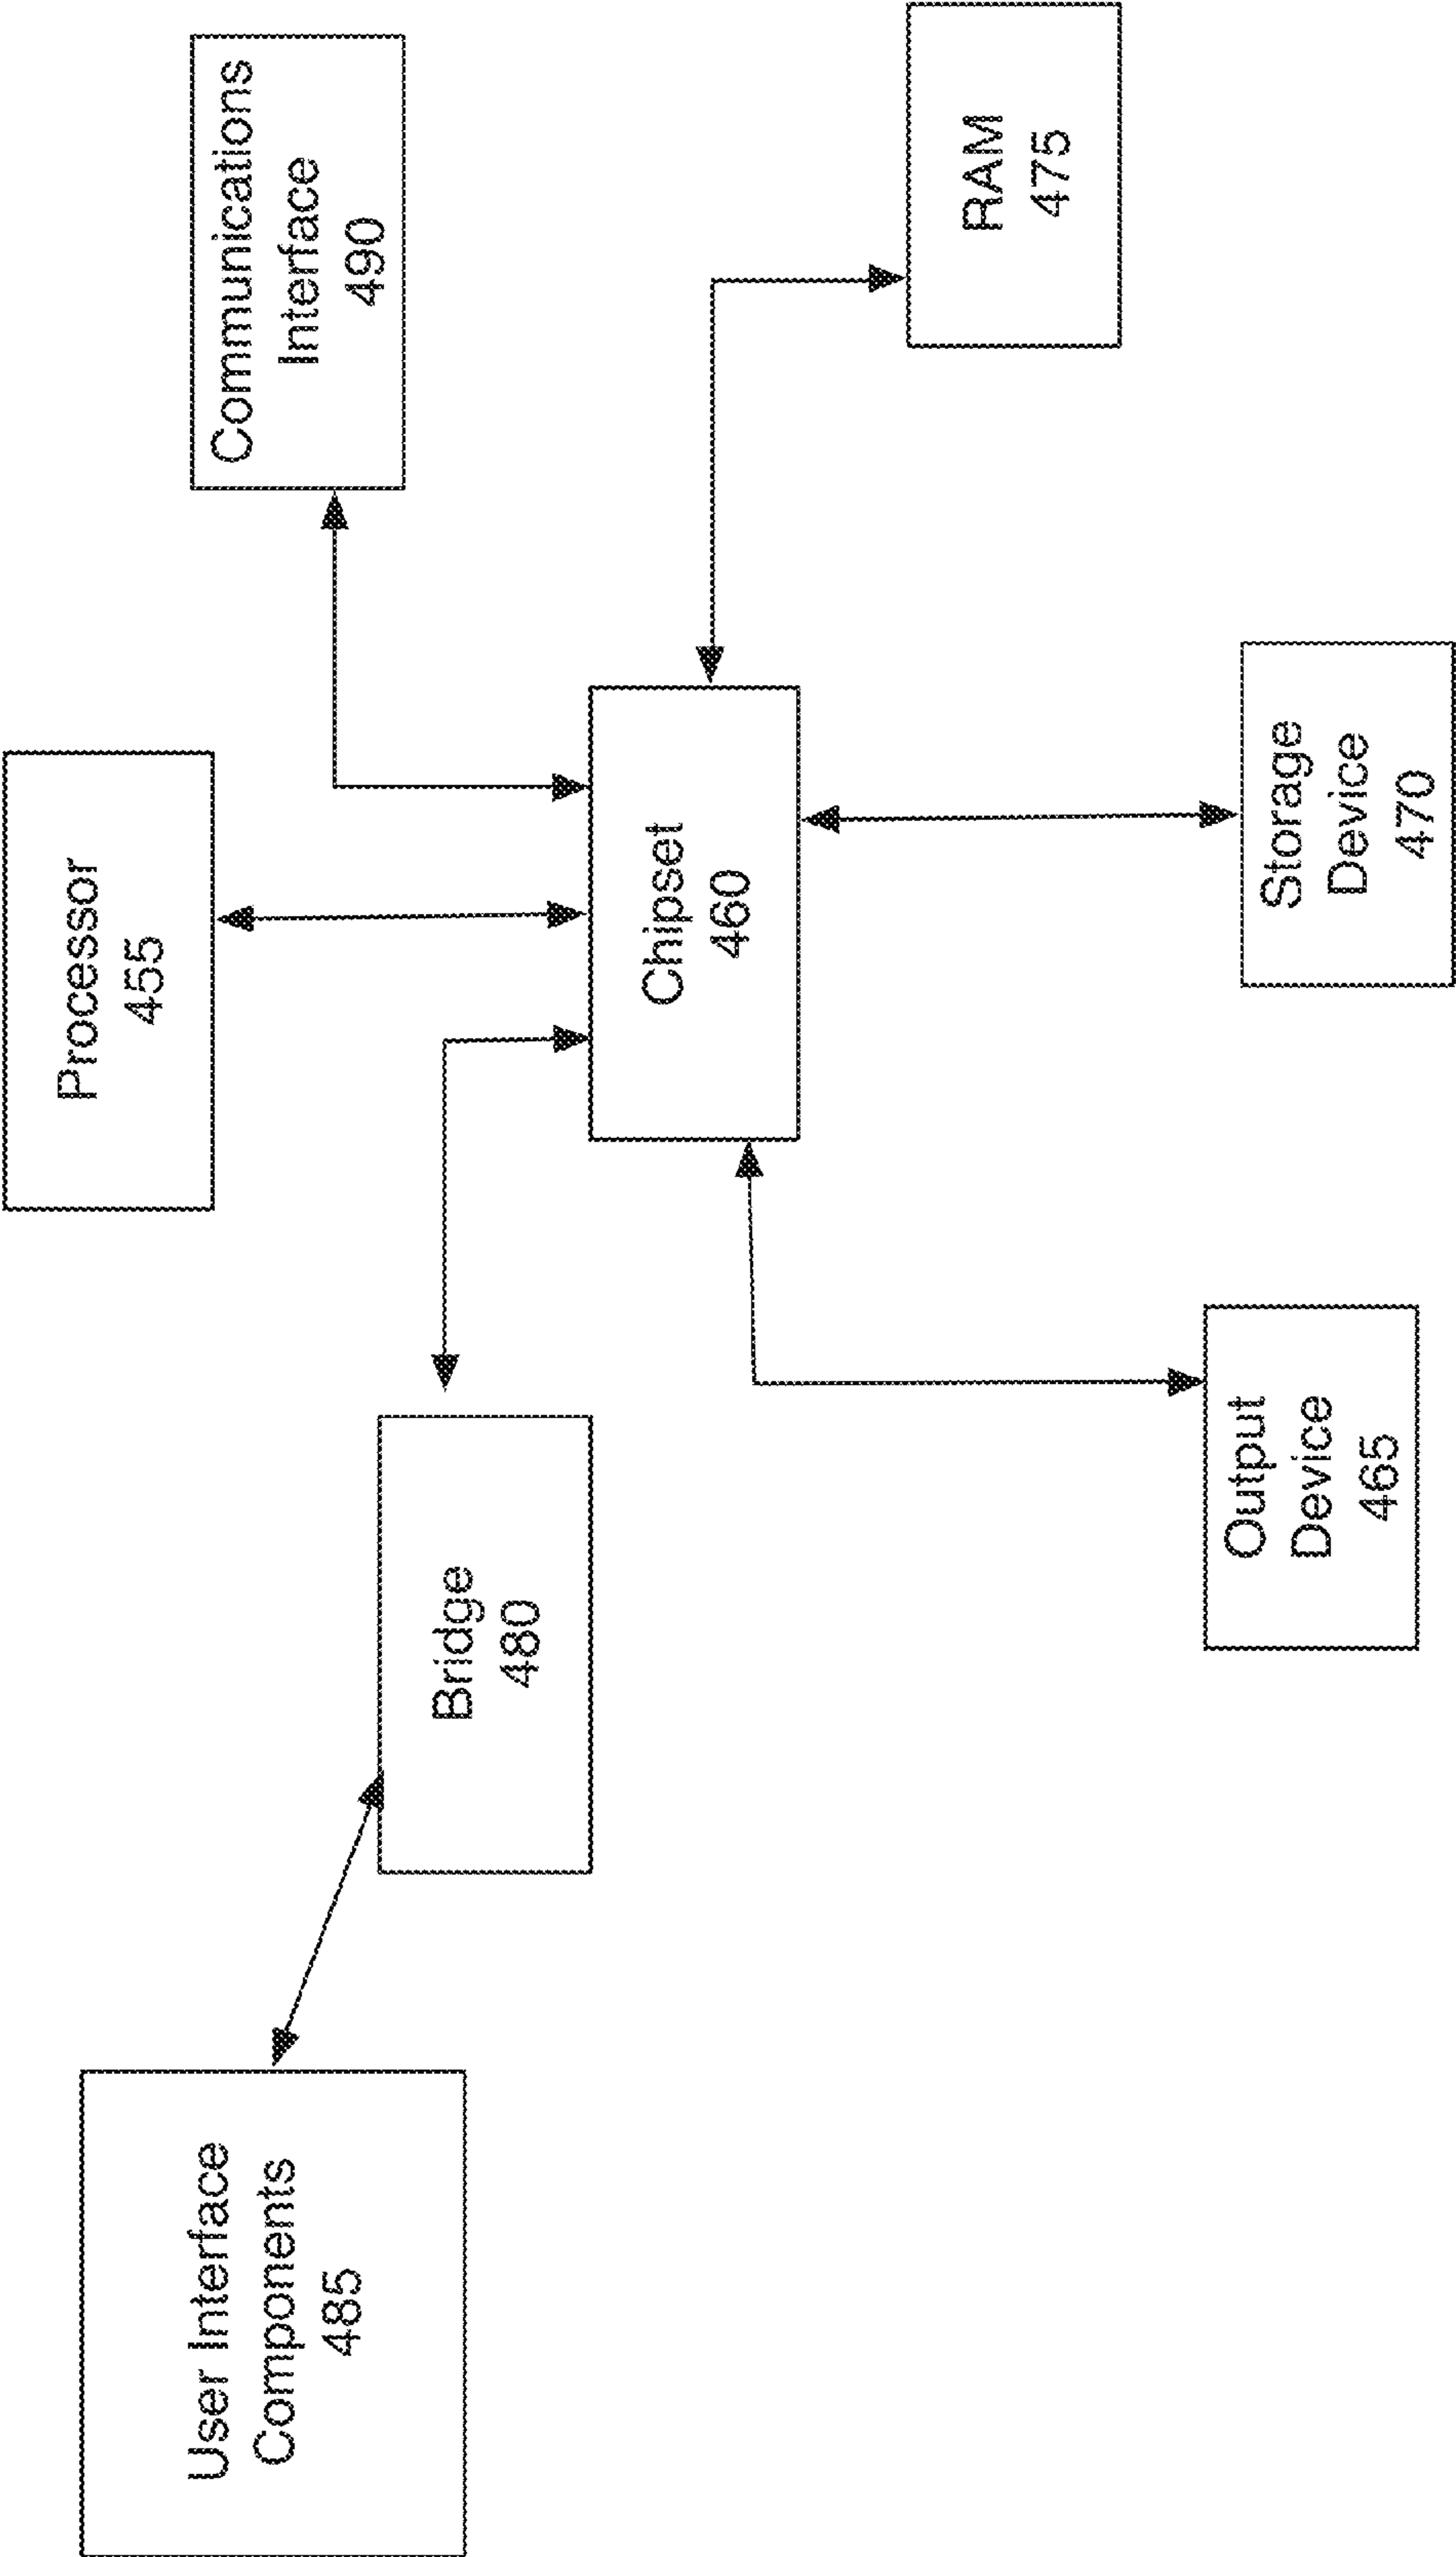 Processor
455
User Interface
Components
485
Communications
Interface
490
Bridge
480
Chipset
460
RAM
475
Output
Device
465
Storage
Device
470